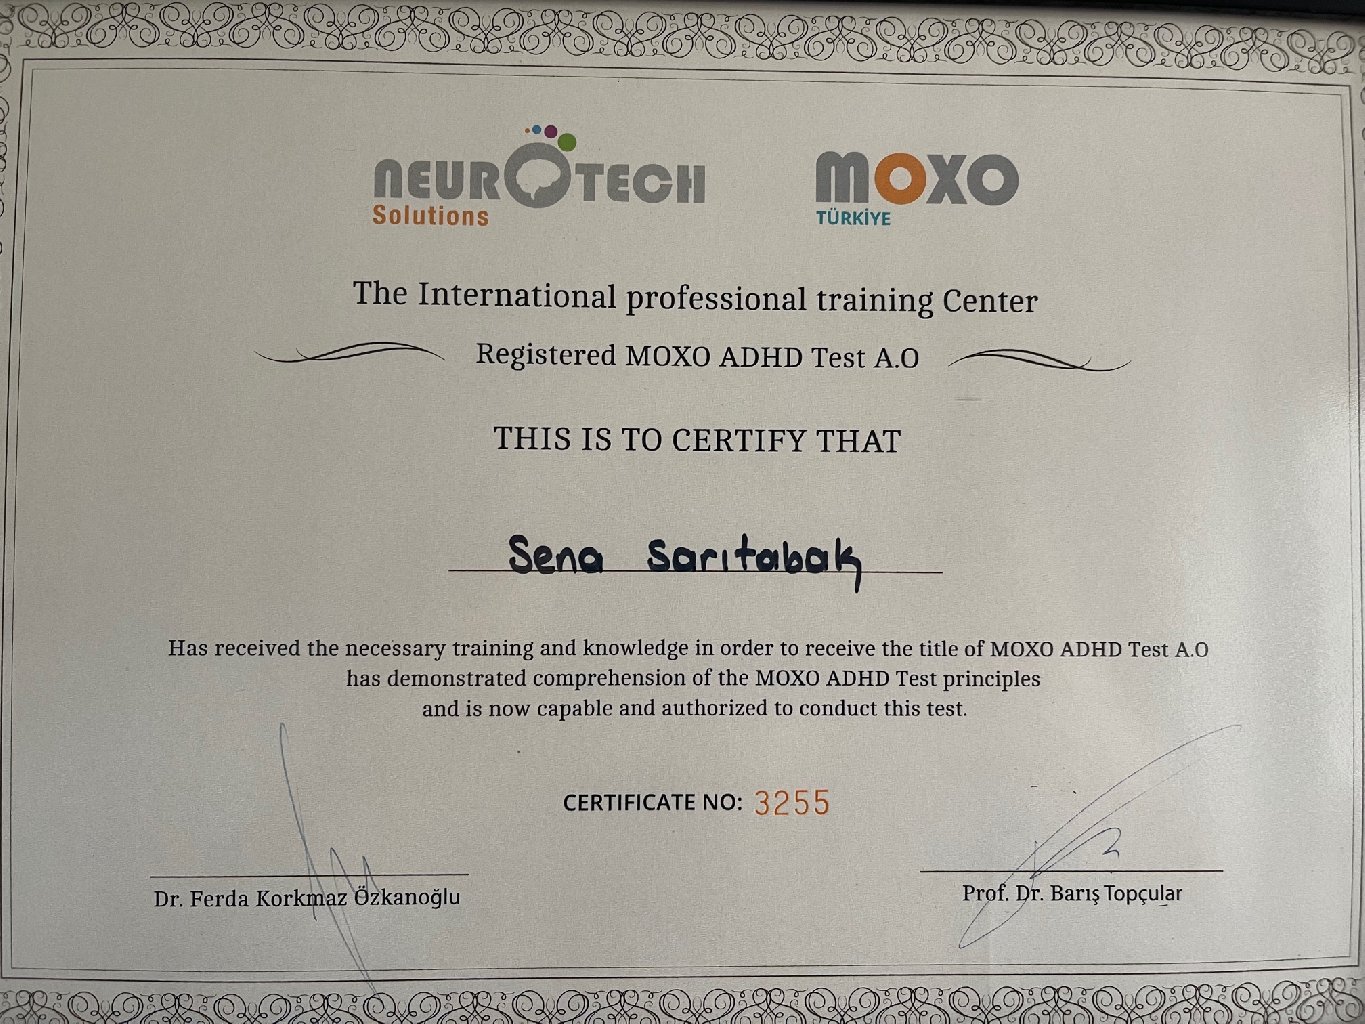 NEUROTECH
Solutions
MOXO
TÜRKİYE
The International professional training Center
Registered MOXO ADHD Test A.O
THIS IS TO CERTIFY THAT
Sena Sarıtabak
Has received the necessary training and knowledge in order to receive the title of MOXO ADHD Test A.O
has demonstrated comprehension of the MOXO ADHD Test principles
and is now capable and authorized to conduct this test.
CERTIFICATE NO: 3255
Dr. Ferda Korkmaz Özkanoğlu
Prof. Dr. Barış Topçular